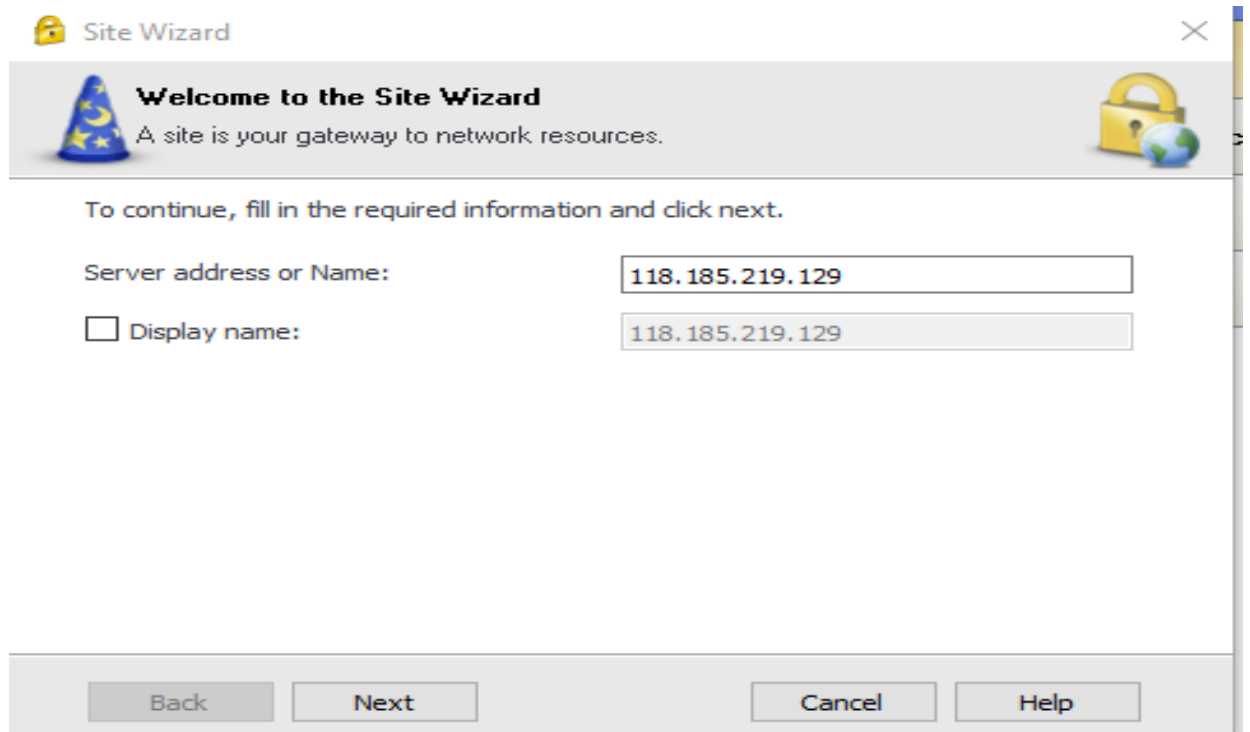 Site Wizard
Welcome to the Site Wizard
A site is your gateway to network resources.
To continue, fill in the required information and click next.
Server address or Name: 118.185.219.129
Display name: 118.185.219.129
Back Next Cancel Help